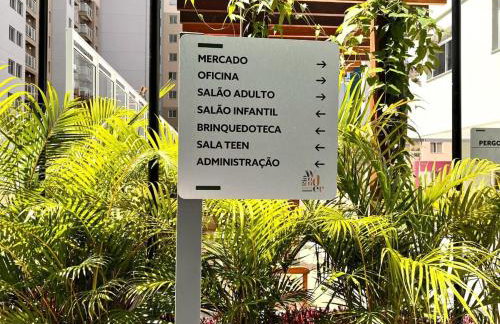 MERCADO →
OFICINA →
SALÃO ADULTO →
SALÃO INFANTIL ←
BRINQUEDOTECA ←
SALA TEEN ←
ADMINISTRAÇÃO ←